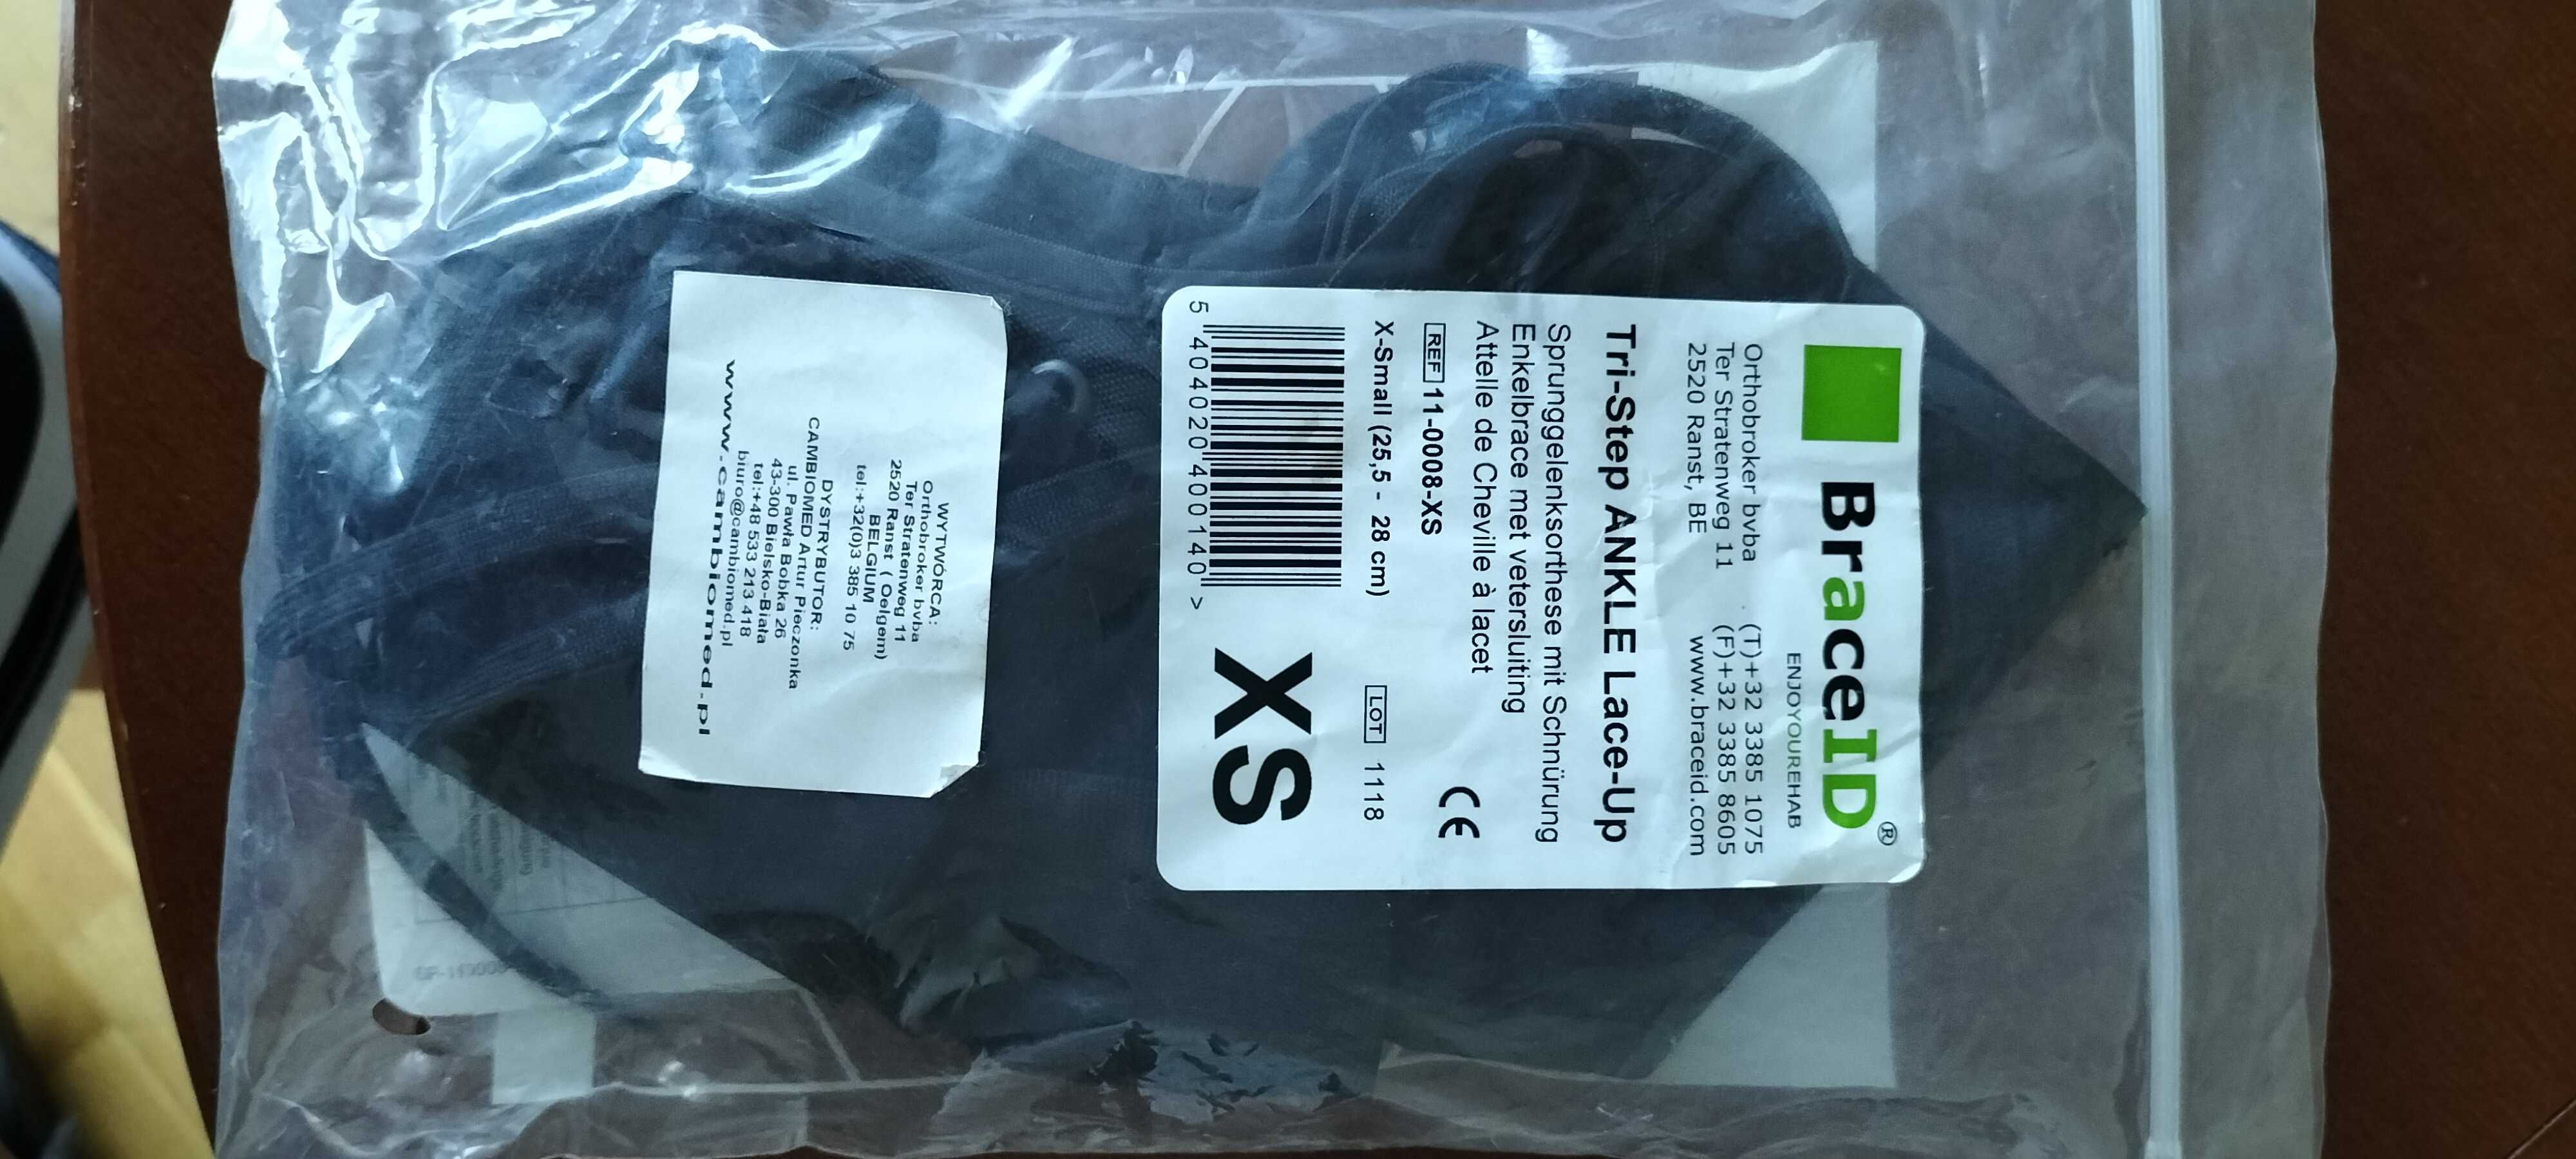 BraceID®
ENJOYOUREHAB
Orthobroker bvba (T)+32 3385 1075
Ter Stratenweg 11 (F)+32 3385 8605
2520 Ranst, BE www.braceid.com
Tri-Step ANKLE Lace-Up
Sprunggelenksorthese mit Schnürung
Enkelbrace met vetersluiting
Attelle de Cheville à lacet
REF 11-0008-XS CE
X-Small (25,5 - 28 cm) LOT 1118
XS
5 404020 400140 >
WYTWÓRCA:
Orthobroker bvba
Ter Stratenweg 11
2520 Ranst ( Oelgem)
BELGIUM
tel:+32(0)3 385 10 75
DYSTRYBUTOR:
CAMBIOMED Artur Pieczonka
ul. Pawła Bobka 26
43-300 Bielsko-Biała
tel:+48 533 213 418
biuro@cambiomed.pl
www.cambiomed.pl